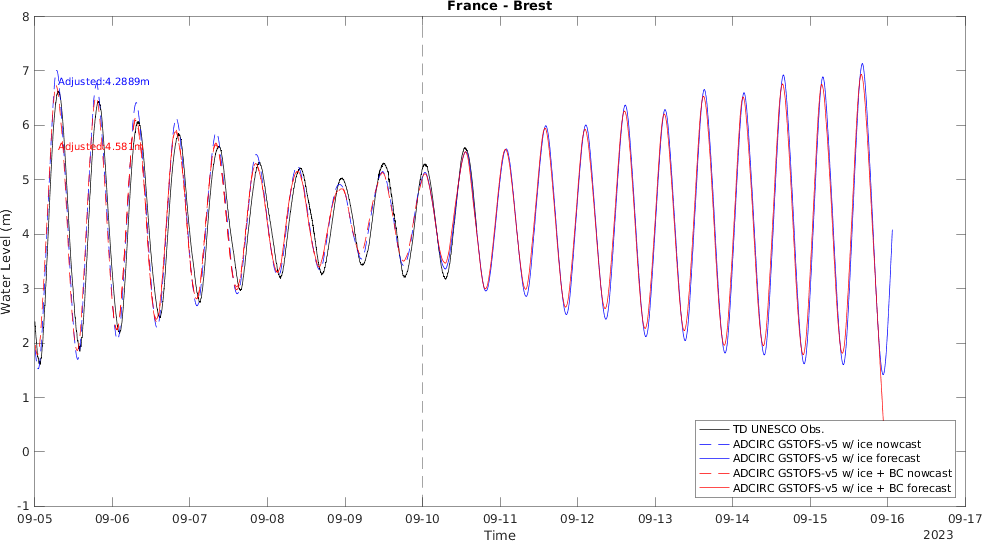 France - Brest
8
7
6
5
4
3
2
1
0
-1
Water Level (m)
Adjusted:4.2889m
Adjusted:4.581m
TD UNESCO Obs.
ADCIRC GSTOFS-v5 w/ ice nowcast
ADCIRC GSTOFS-v5 w/ ice forecast
ADCIRC GSTOFS-v5 w/ ice + BC nowcast
ADCIRC GSTOFS-v5 w/ ice + BC forecast
09-05 09-06 09-07 09-08 09-09 09-10 09-11 09-12 09-13 09-14 09-15 09-16 09-17
Time
2023